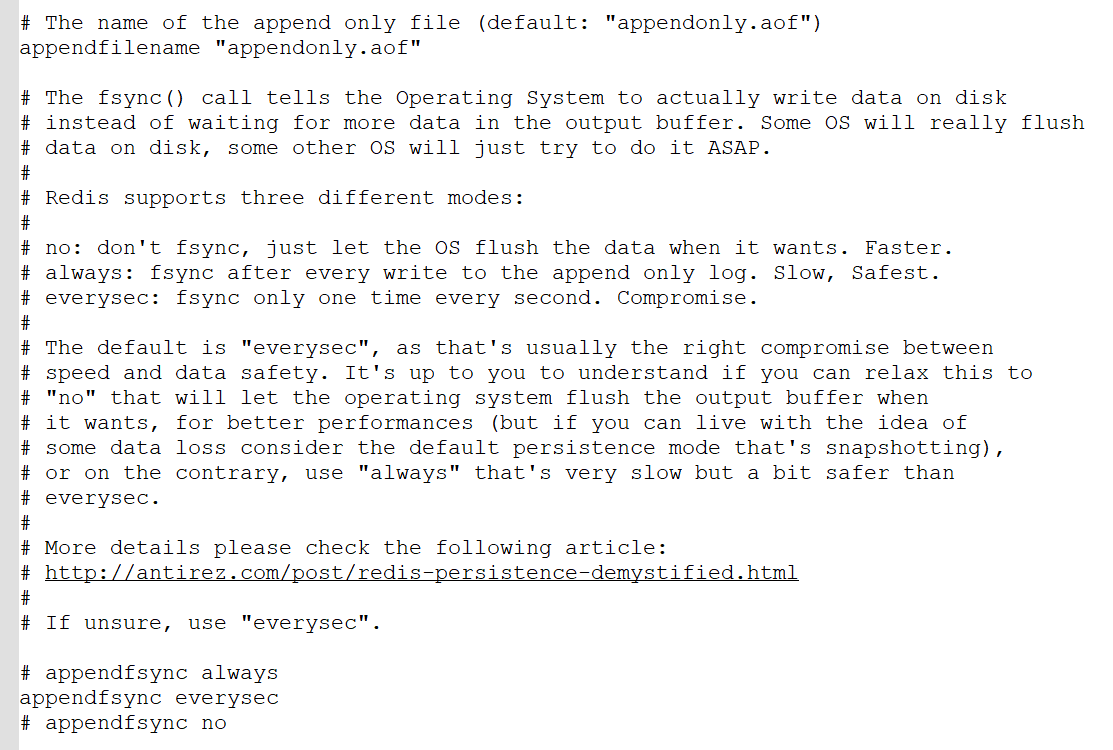 # The name of the append only file (default: "appendonly.aof")
appendfilename "appendonly.aof"
# The fsync() call tells the Operating System to actually write data on disk
# instead of waiting for more data in the output buffer. Some OS will really flush
# data on disk, some other OS will just try to do it ASAP.
#
# Redis supports three different modes:
#
# no: don't fsync, just let the OS flush the data when it wants. Faster.
# always: fsync after every write to the append only log. Slow, Safest.
# everysec: fsync only one time every second. Compromise.
#
# The default is "everysec", as that's usually the right compromise between
# speed and data safety. It's up to you to understand if you can relax this to
# "no" that will let the operating system flush the output buffer when
# it wants, for better performances (but if you can live with the idea of
# some data loss consider the default persistence mode that's snapshotting),
# or on the contrary, use "always" that's very slow but a bit safer than
# everysec.
#
# More details please check the following article:
# http://antirez.com/post/redis-persistence-demystified.html
#
# If unsure, use "everysec".
# appendfsync always
appendfsync everysec
# appendfsync no